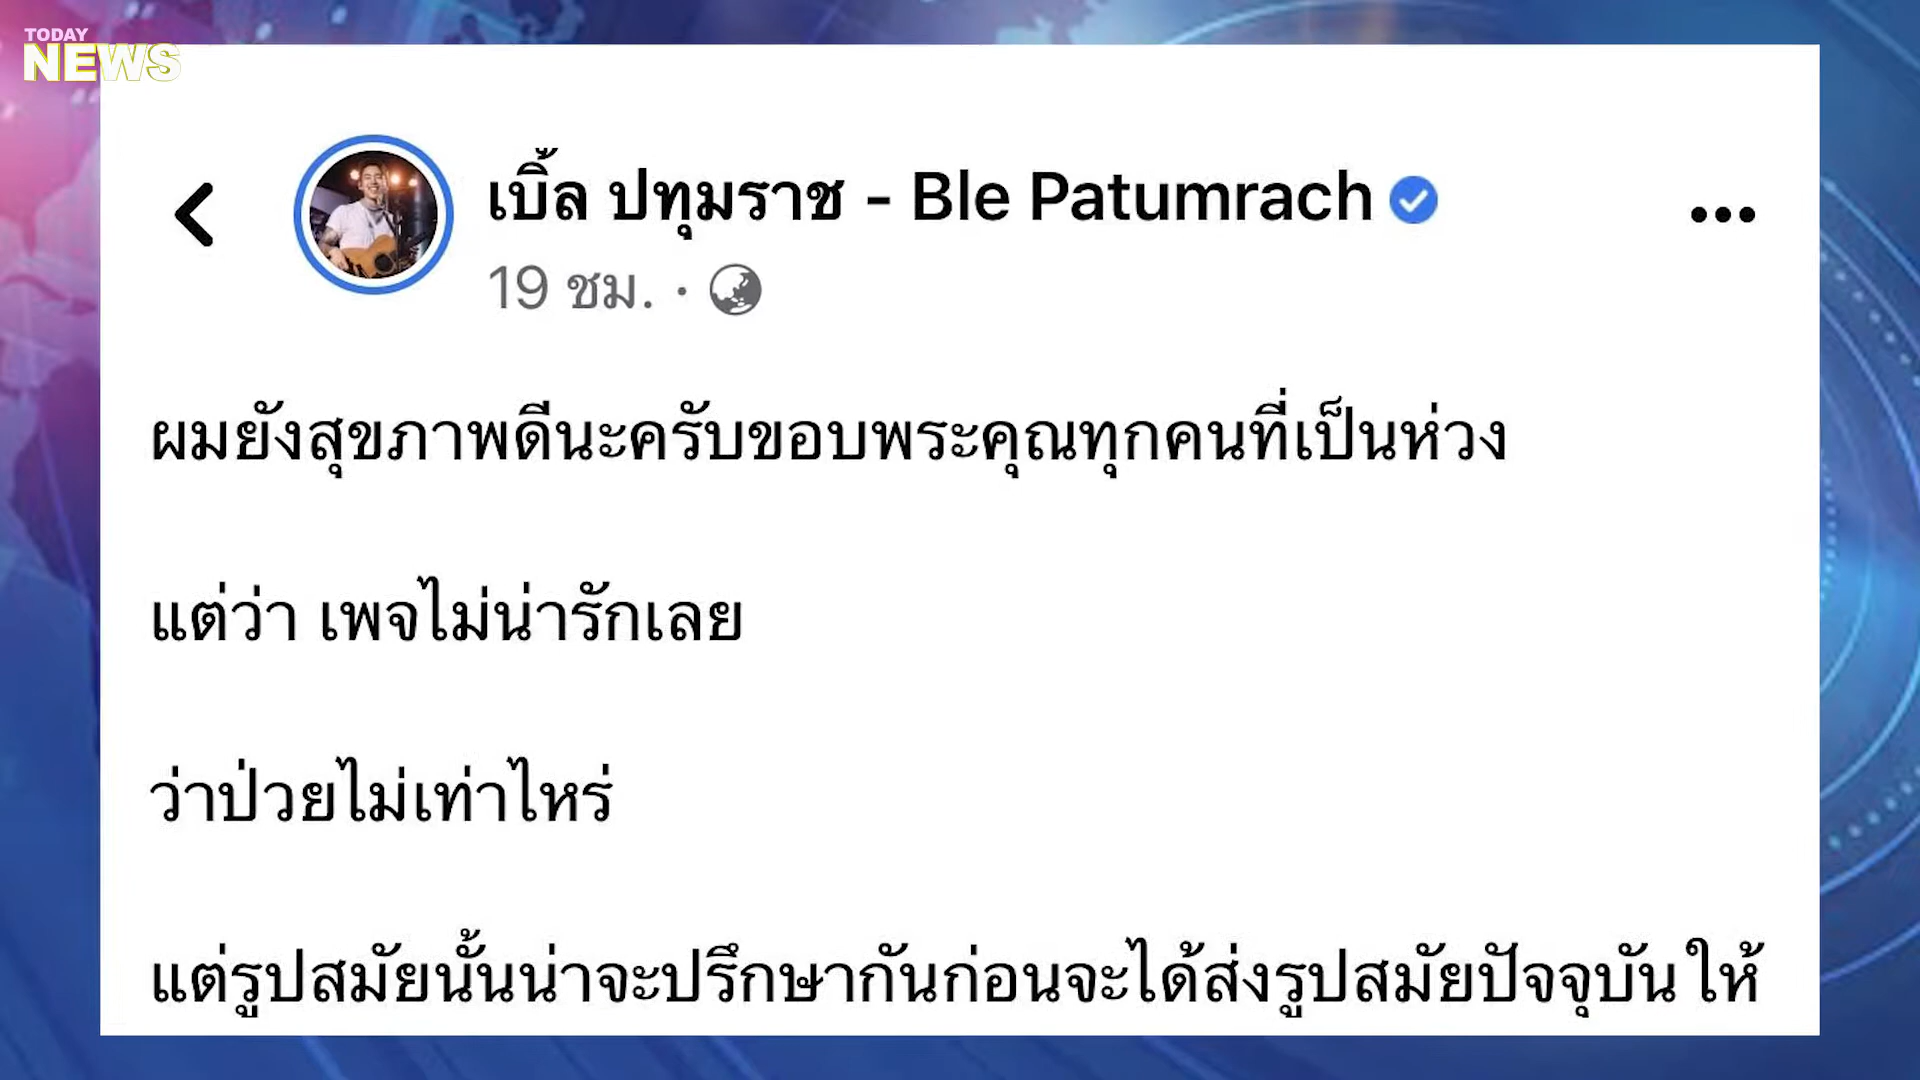 TODAY
NEWS
เบิ้ล ปทุมราช - Ble Patumrach
19 ชม. ·
ผมยังสุขภาพดีนะครับขอบพระคุณทุกคนที่เป็นห่วง
แต่ว่า เพจไม่น่ารักเลย
ว่าป่วยไม่เท่าไหร่
แต่รูปสมัยนั้นน่าจะปรึกษากันก่อนจะได้ส่งรูปสมัยปัจจุบันให้